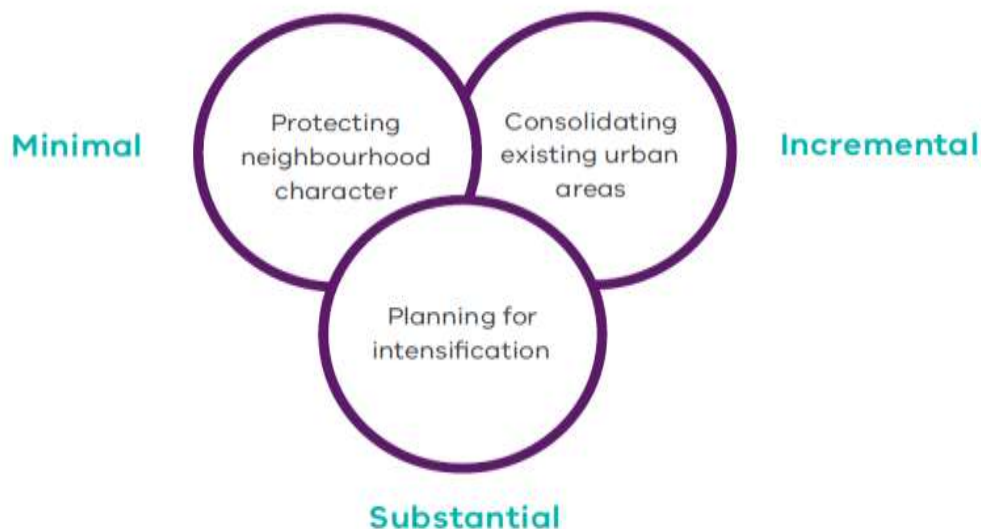 Minimal
Protecting
neighbourhood
character
Consolidating
existing urban
areas
Incremental
Planning for
intensification
Substantial